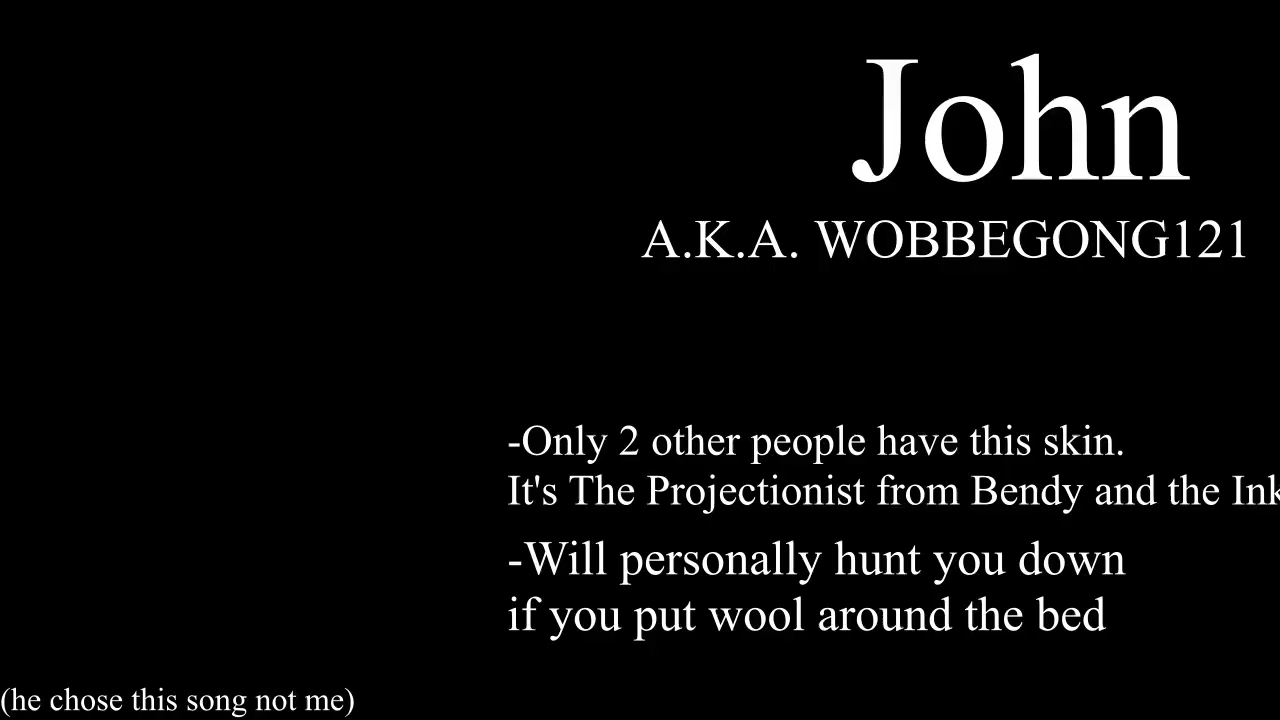 John
A.K.A. WOBBEGONG121
-Only 2 other people have this skin.
It's The Projectionist from Bendy and the Ink
-Will personally hunt you down
if you put wool around the bed
(he chose this song not me)